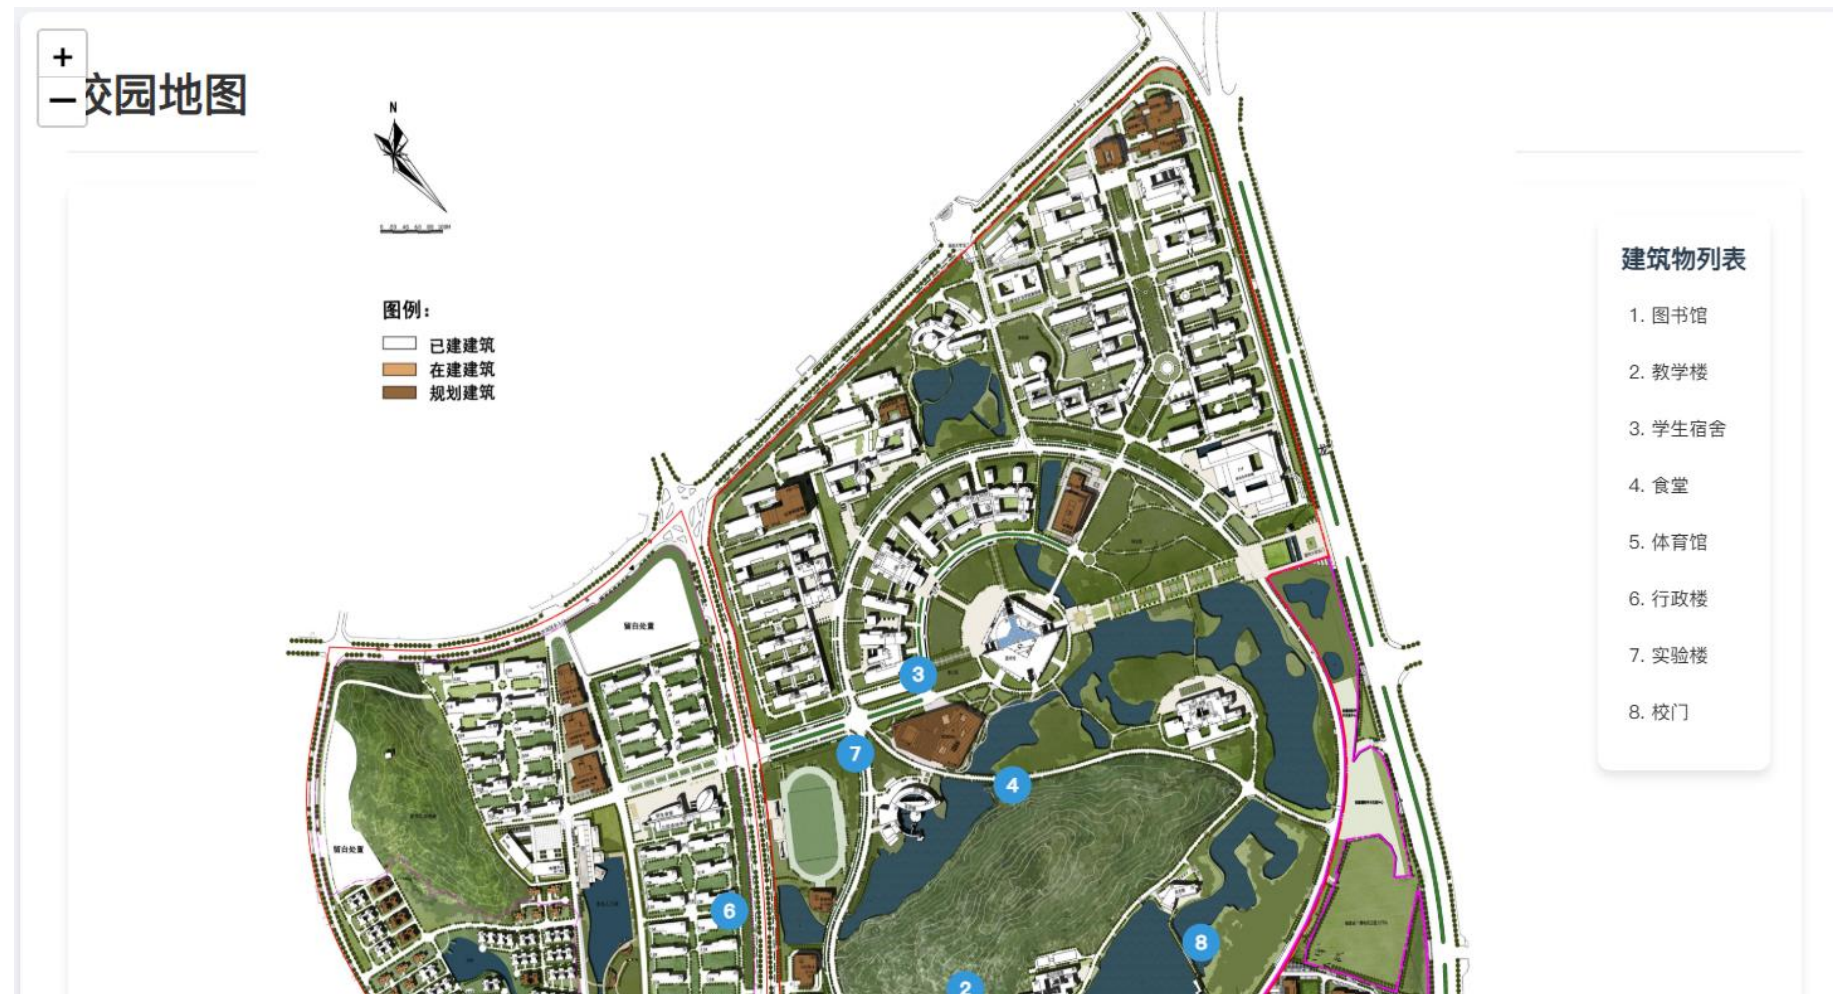 +
−
校园地图
N
图例：
已建建筑
在建建筑
规划建筑
留白处置
留白处置
3
7
4
6
8
2
建筑物列表
1. 图书馆
2. 教学楼
3. 学生宿舍
4. 食堂
5. 体育馆
6. 行政楼
7. 实验楼
8. 校门